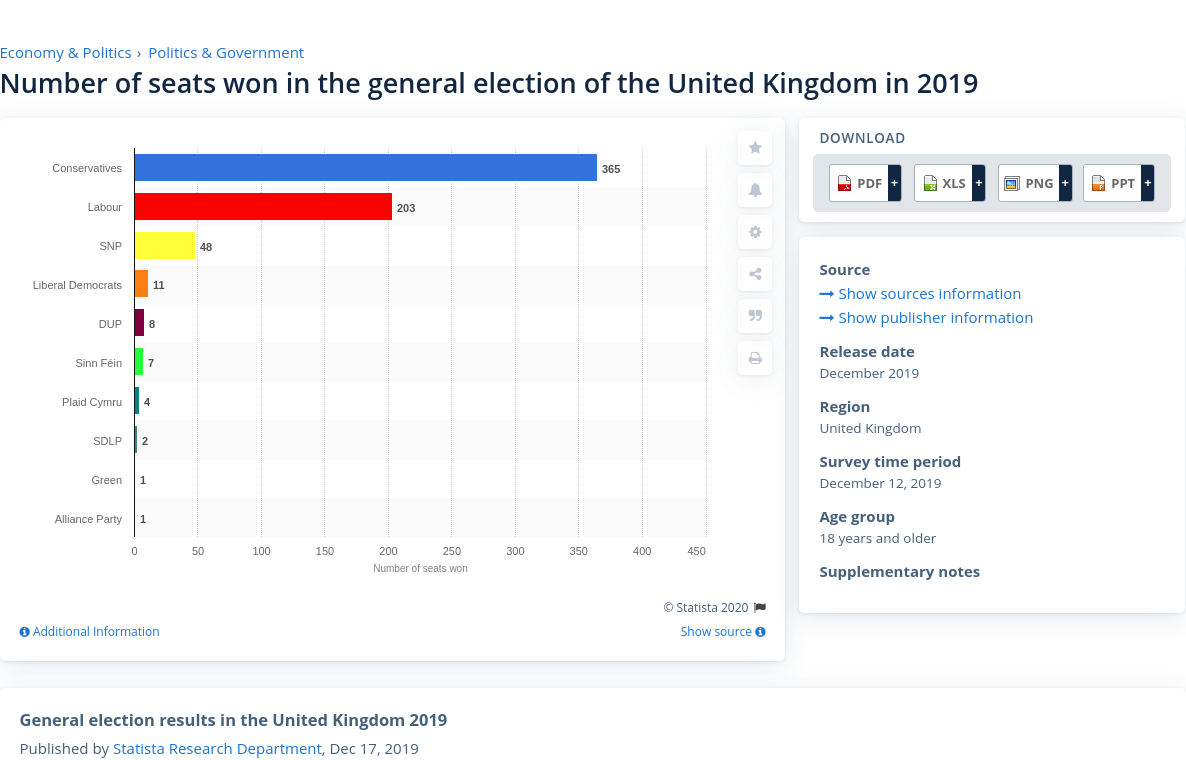 Economy & Politics › Politics & Government
Number of seats won in the general election of the United Kingdom in 2019
Conservatives 365
Labour 203
SNP 48
Liberal Democrats 11
DUP 8
Sinn Féin 7
Plaid Cymru 4
SDLP 2
Green 1
Alliance Party 1
0 50 100 150 200 250 300 350 400 450
Number of seats won
© Statista 2020
Additional Information
Show source
DOWNLOAD
PDF + XLS + PNG + PPT +
Source
Show sources information
Show publisher information
Release date
December 2019
Region
United Kingdom
Survey time period
December 12, 2019
Age group
18 years and older
Supplementary notes
General election results in the United Kingdom 2019
Published by Statista Research Department, Dec 17, 2019